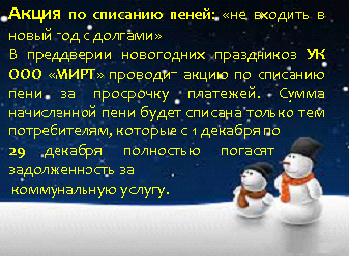 Акция по списанию пеней: «не входить в
новый год с долгами»
В преддверии новогодних праздников УК
ООО «МИРТ» проводит акцию по списанию
пени за просрочку платежей. Сумма
начисленной пени будет списана только тем
потребителям, которые с 1 декабря по
29 декабря полностью погасят
задолженность за
коммунальную услугу.